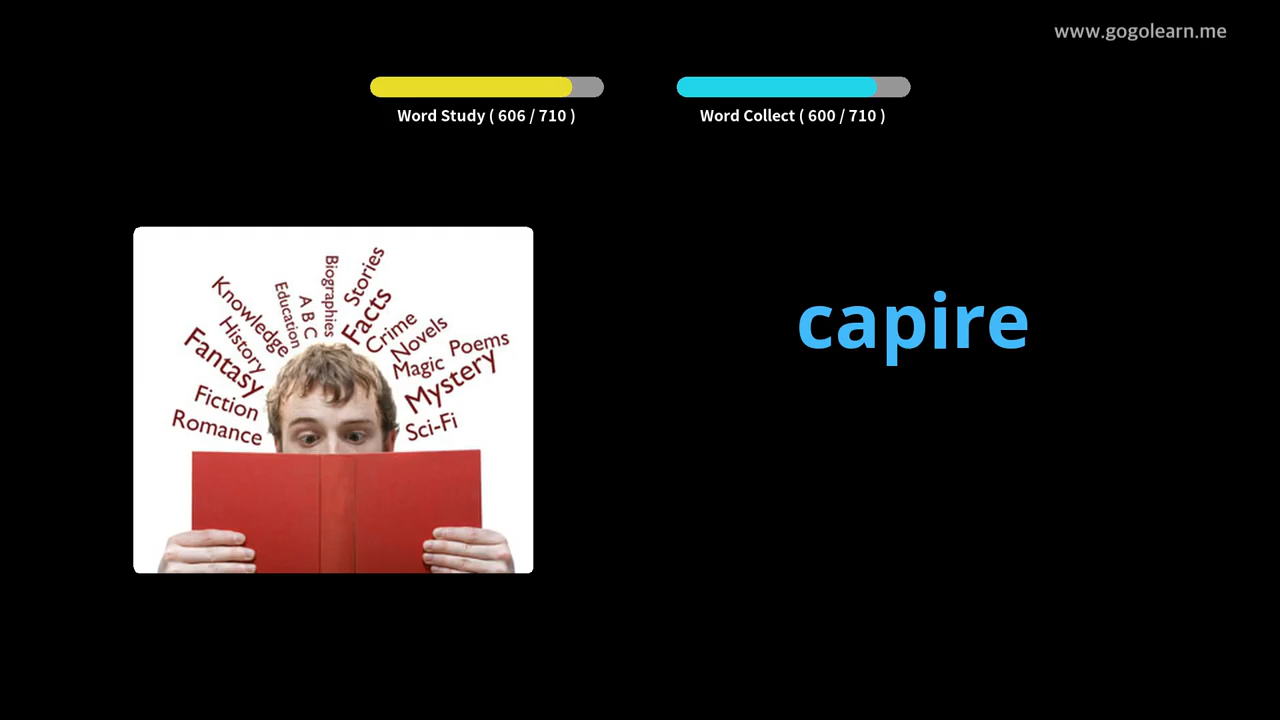 www.gogolearn.me
Word Study ( 606 / 710 )
Word Collect ( 600 / 710 )
capire
Romance
Fiction
Fantasy
History
Knowledge
Education
A B C
Biographies
Stories
Facts
Crime
Novels
Magic
Poems
Mystery
Sci-Fi